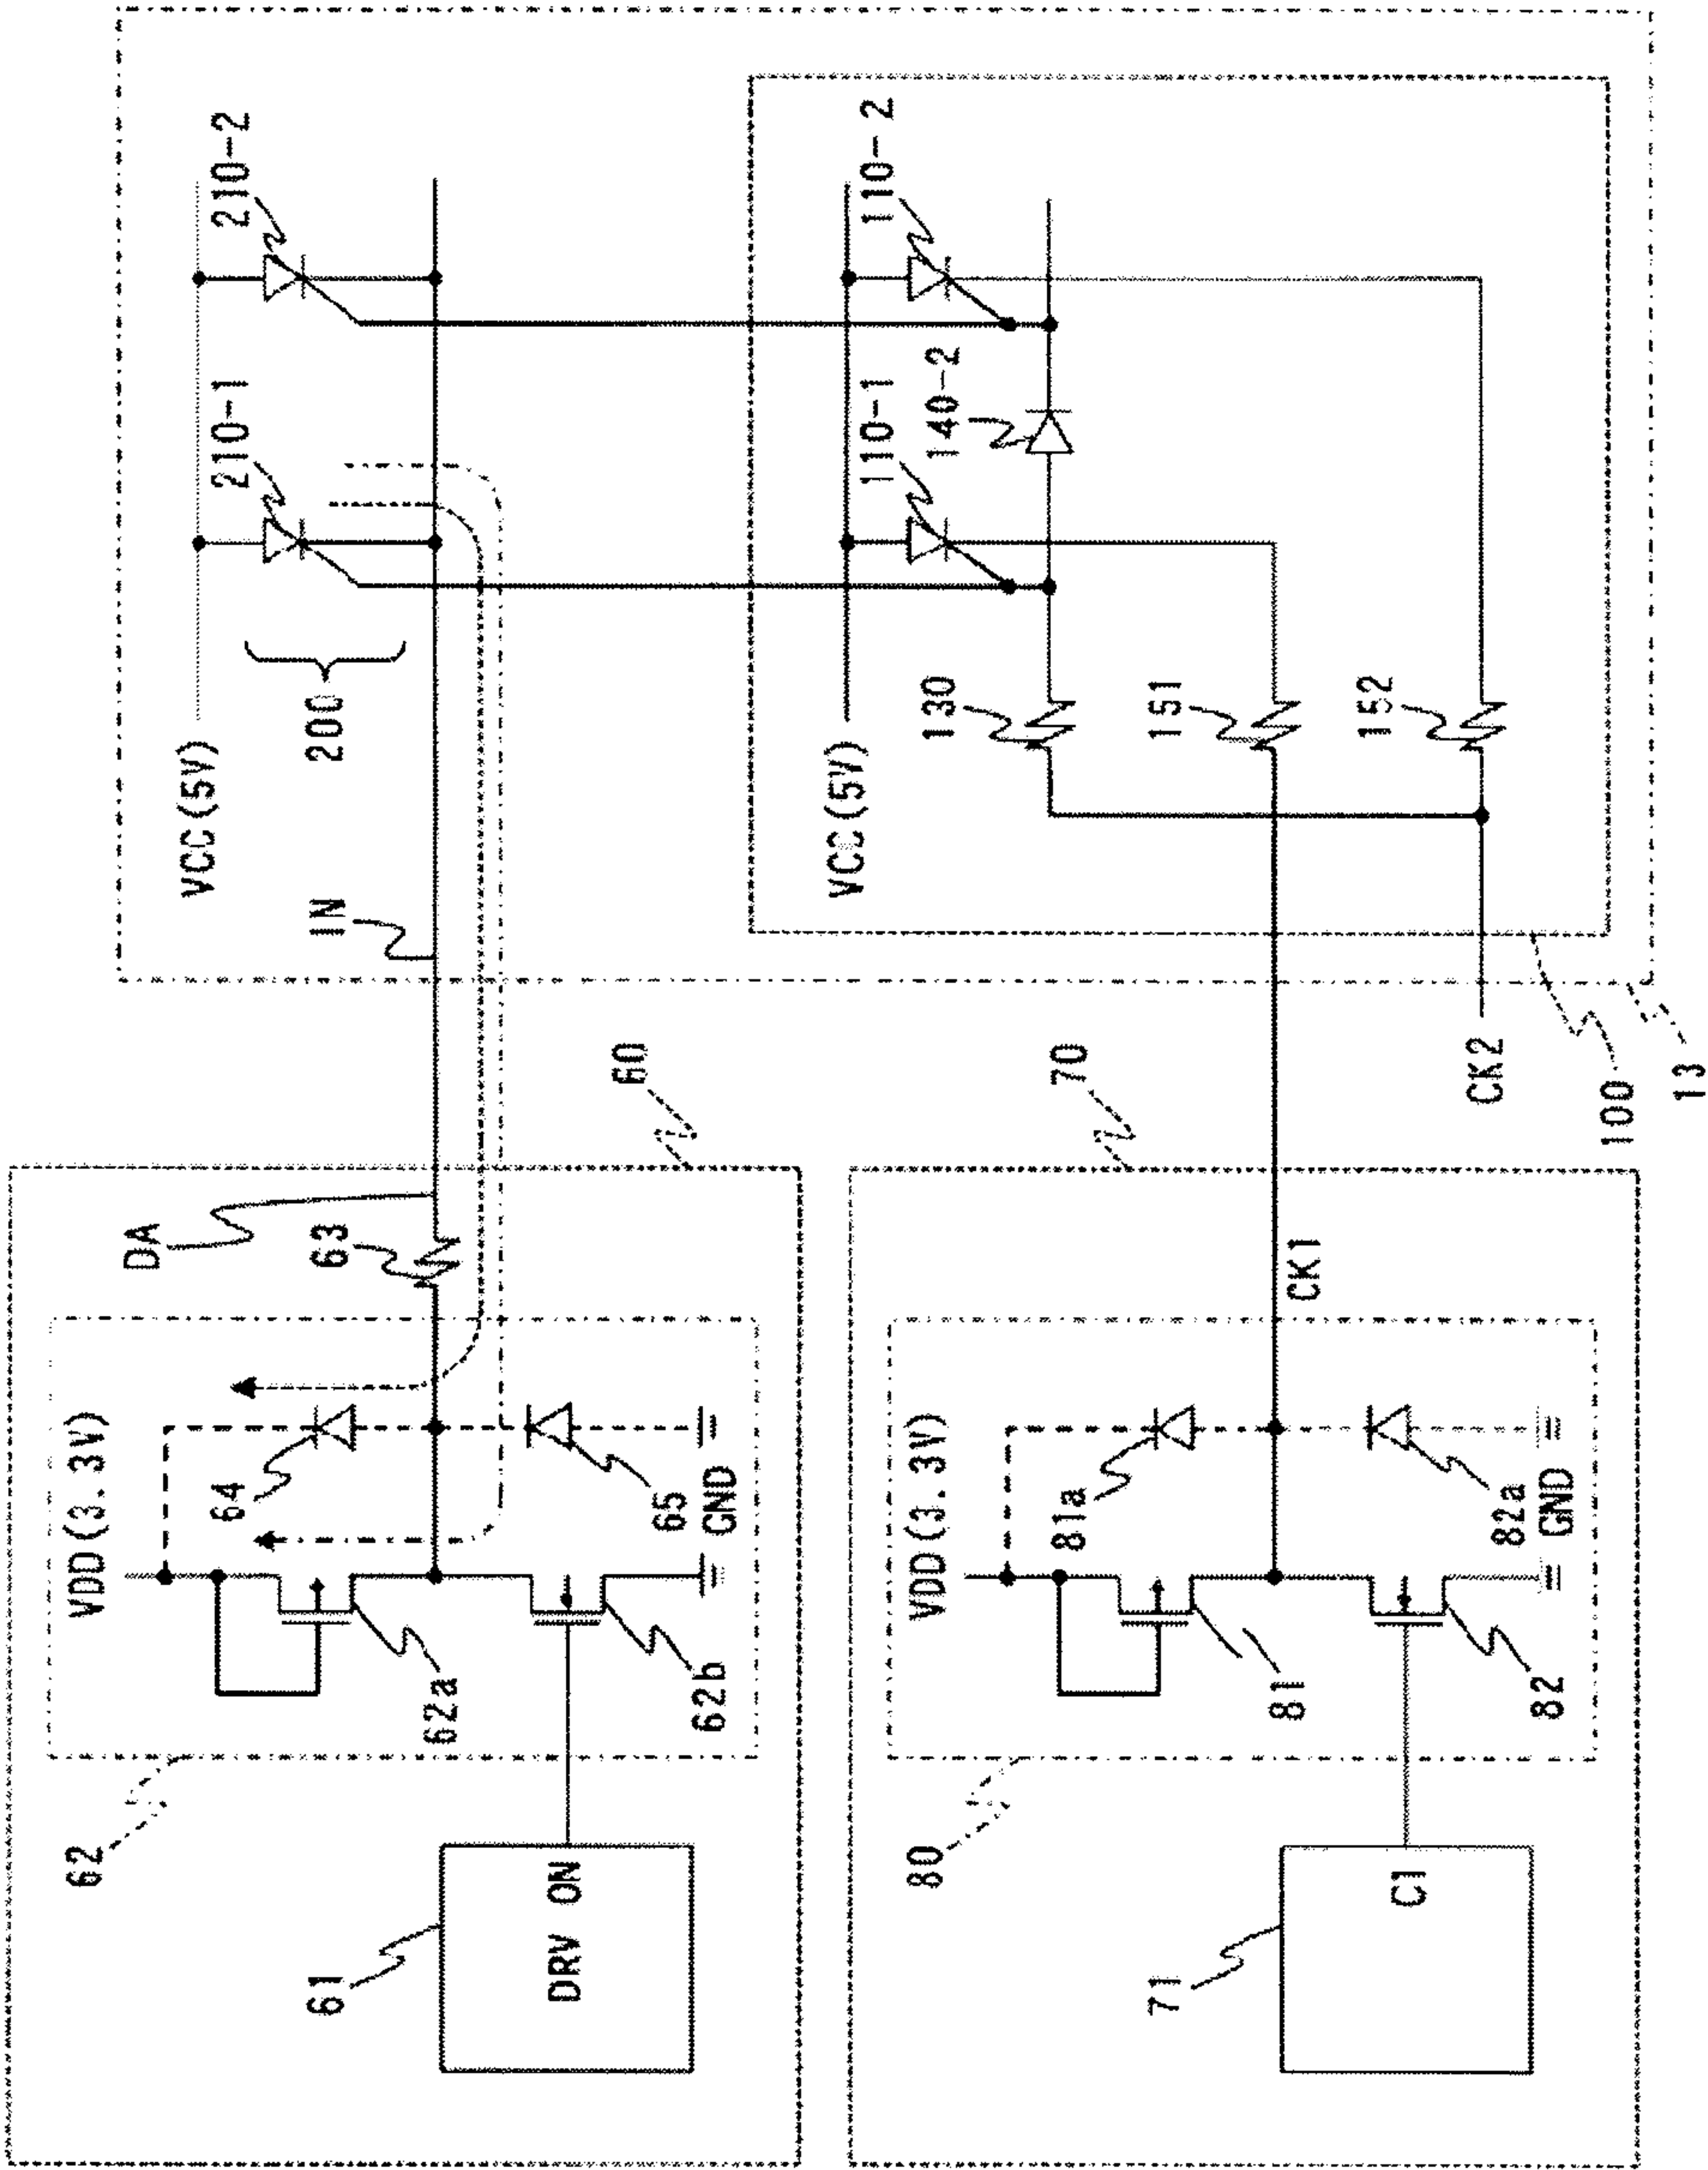 62
VDD(3.3V)
64
DA
63
60
IN
VCC(5V)
200
210-1
210-2
61
DRV ON
62a
62b
65
GND
80
VDD(3.3V)
81a
70
VCC(5V)
130
110-1
140-2
110-2
71
C1
81
82
82a
GND
CK1
151
152
CK2
100
13